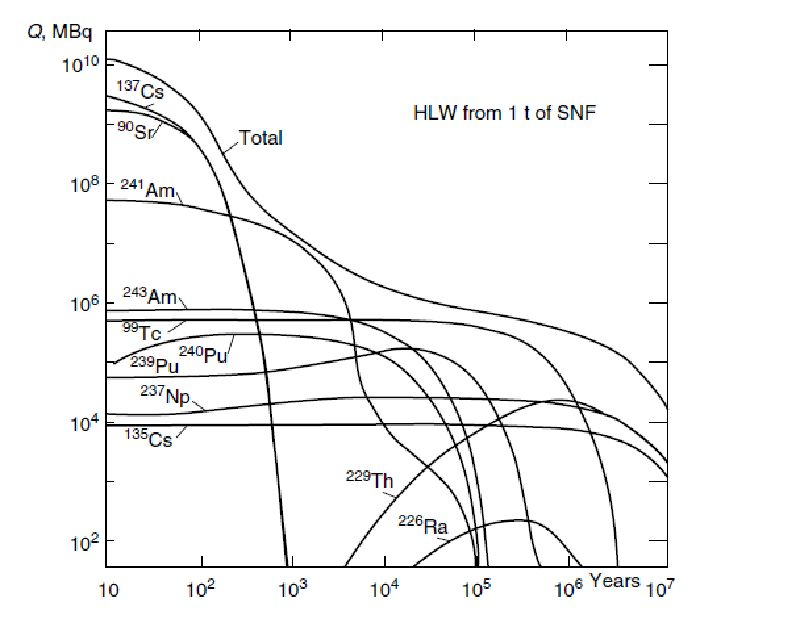 Q, MBq
10¹⁰
¹³⁷Cs
HLW from 1 t of SNF
⁹⁰Sr
Total
10⁸
²⁴¹Am
10⁶
²⁴³Am
⁹⁹Tc
²⁴⁰Pu
²³⁹Pu
²³⁷Np
10⁴
¹³⁵Cs
²²⁹Th
²²⁶Ra
10²
10 10² 10³ 10⁴ 10⁵ 10⁶ Years 10⁷